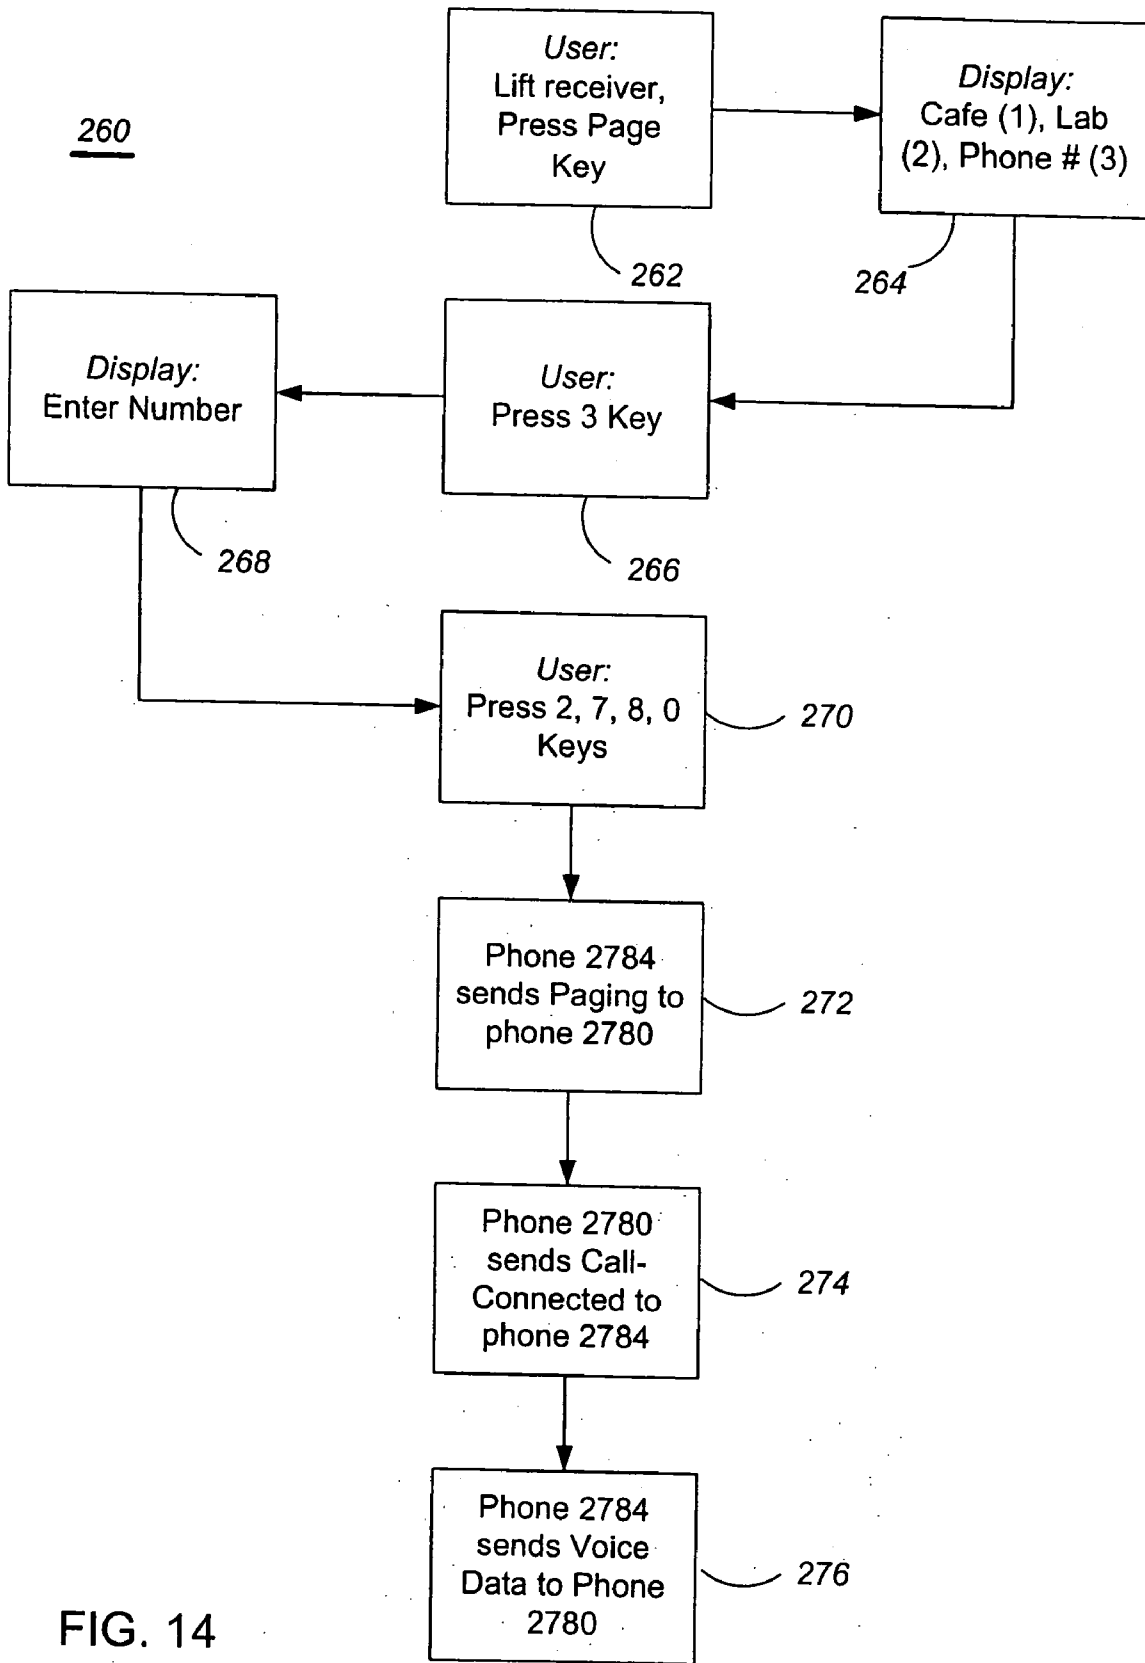 260
User:
Lift receiver,
Press Page
Key
262
Display:
Cafe (1), Lab
(2), Phone # (3)
264
Display:
Enter Number
268
User:
Press 3 Key
266
User:
Press 2, 7, 8, 0
Keys
270
Phone 2784
sends Paging to
phone 2780
272
Phone 2780
sends Call-
Connected to
phone 2784
274
Phone 2784
sends Voice
Data to Phone
2780
276
FIG. 14